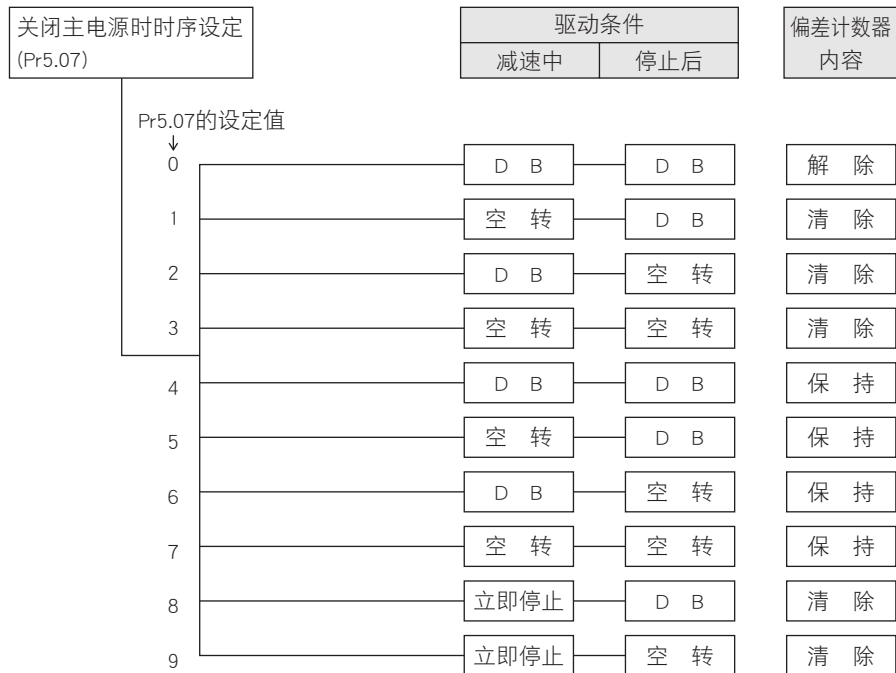 关闭主电源时时序设定
(Pr5.07)
驱动条件
偏差计数器
内容
减速中 停止后
Pr5.07的设定值
↓
0 D B D B 解 除
1 空 转 D B 清 除
2 D B 空 转 清 除
3 空 转 空 转 清 除
4 D B D B 保 持
5 空 转 D B 保 持
6 D B 空 转 保 持
7 空 转 空 转 保 持
8 立即停止 D B 清 除
9 立即停止 空 转 清 除